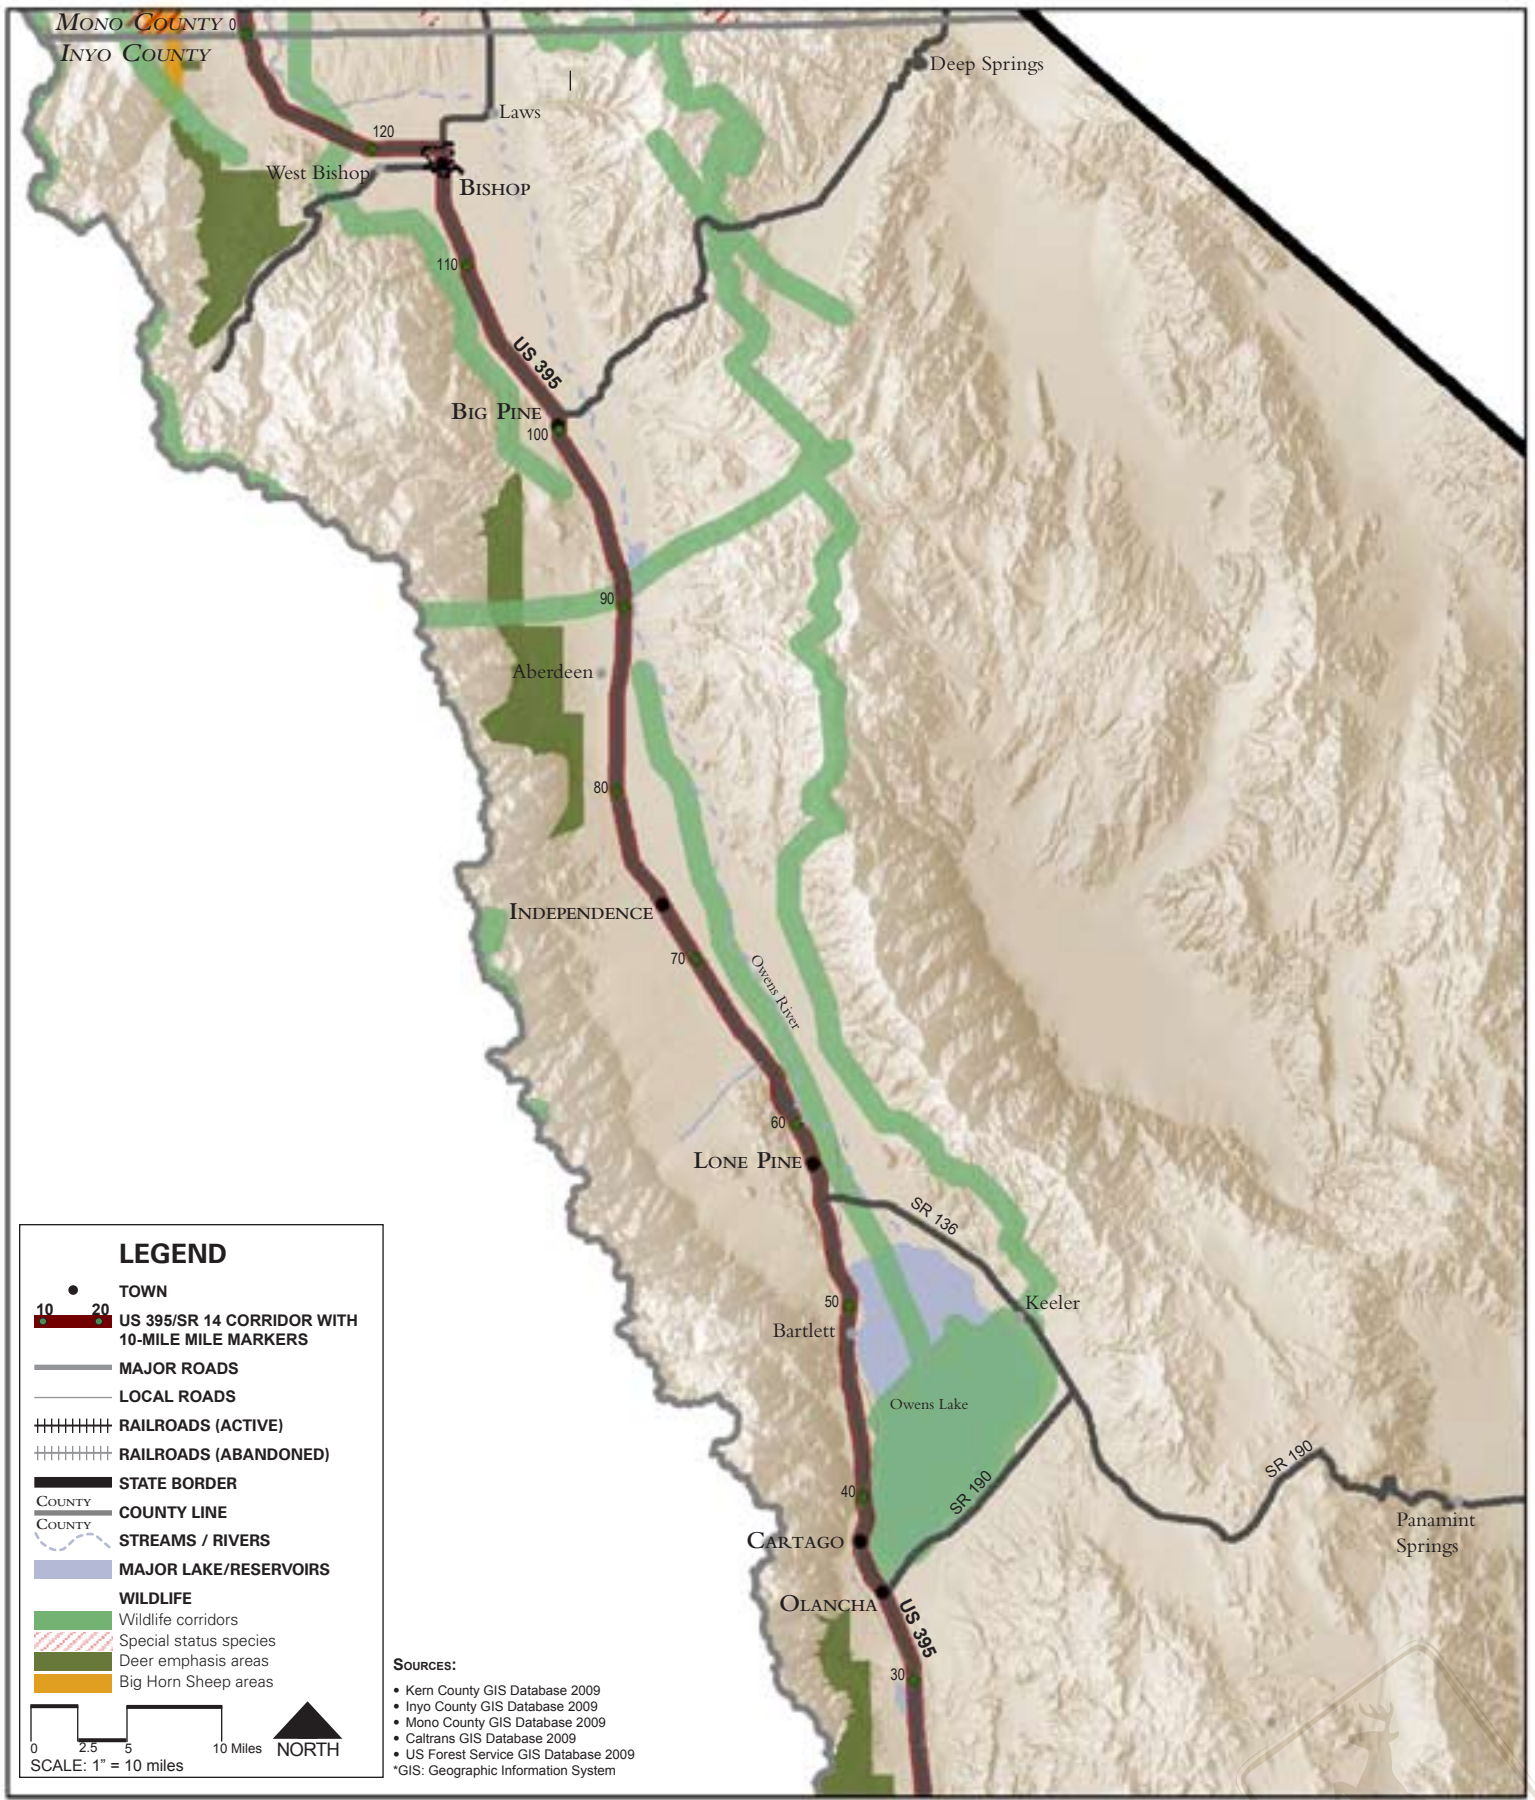 MONO COUNTY 0
INYO COUNTY
Deep Springs
Laws
120
West Bishop
BISHOP
110
US 395
BIG PINE
100
90
Aberdeen
80
INDEPENDENCE
70
Owens River
60
LONE PINE
SR 136
50
Keeler
Bartlett
Owens Lake
40
SR 190
SR 190
CARTAGO
Panamint
Springs
OLANCHA
US 395
30
LEGEND
TOWN
10 20
US 395/SR 14 CORRIDOR WITH
10-MILE MILE MARKERS
MAJOR ROADS
LOCAL ROADS
RAILROADS (ACTIVE)
RAILROADS (ABANDONED)
STATE BORDER
COUNTY
COUNTY LINE
COUNTY
STREAMS / RIVERS
MAJOR LAKE/RESERVOIRS
WILDLIFE
Wildlife corridors
Special status species
Deer emphasis areas
Big Horn Sheep areas
0 2.5 5 10 Miles
NORTH
SCALE: 1" = 10 miles
SOURCES:
• Kern County GIS Database 2009
• Inyo County GIS Database 2009
• Mono County GIS Database 2009
• Caltrans GIS Database 2009
• US Forest Service GIS Database 2009
*GIS: Geographic Information System